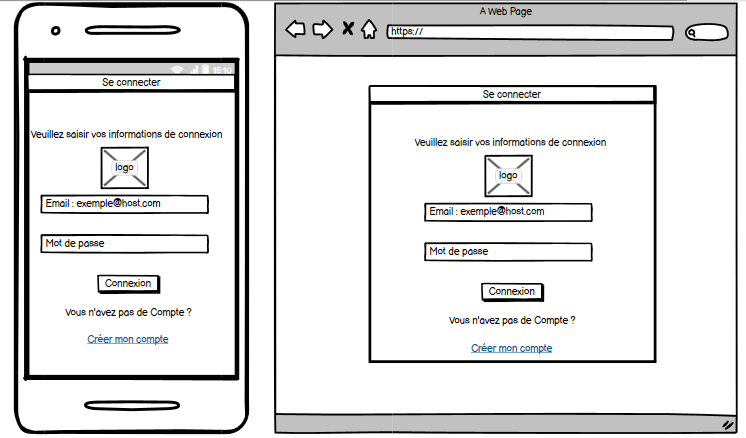 15:10
Se connecter
Veuillez saisir vos informations de connexion
logo
Email : exemple@host.com
Mot de passe
Connexion
Vous n'avez pas de Compte ?
Créer mon compte
A Web Page
https://
Se connecter
Veuillez saisir vos informations de connexion
logo
Email : exemple@host.com
Mot de passe
Connexion
Vous n'avez pas de Compte ?
Créer mon compte